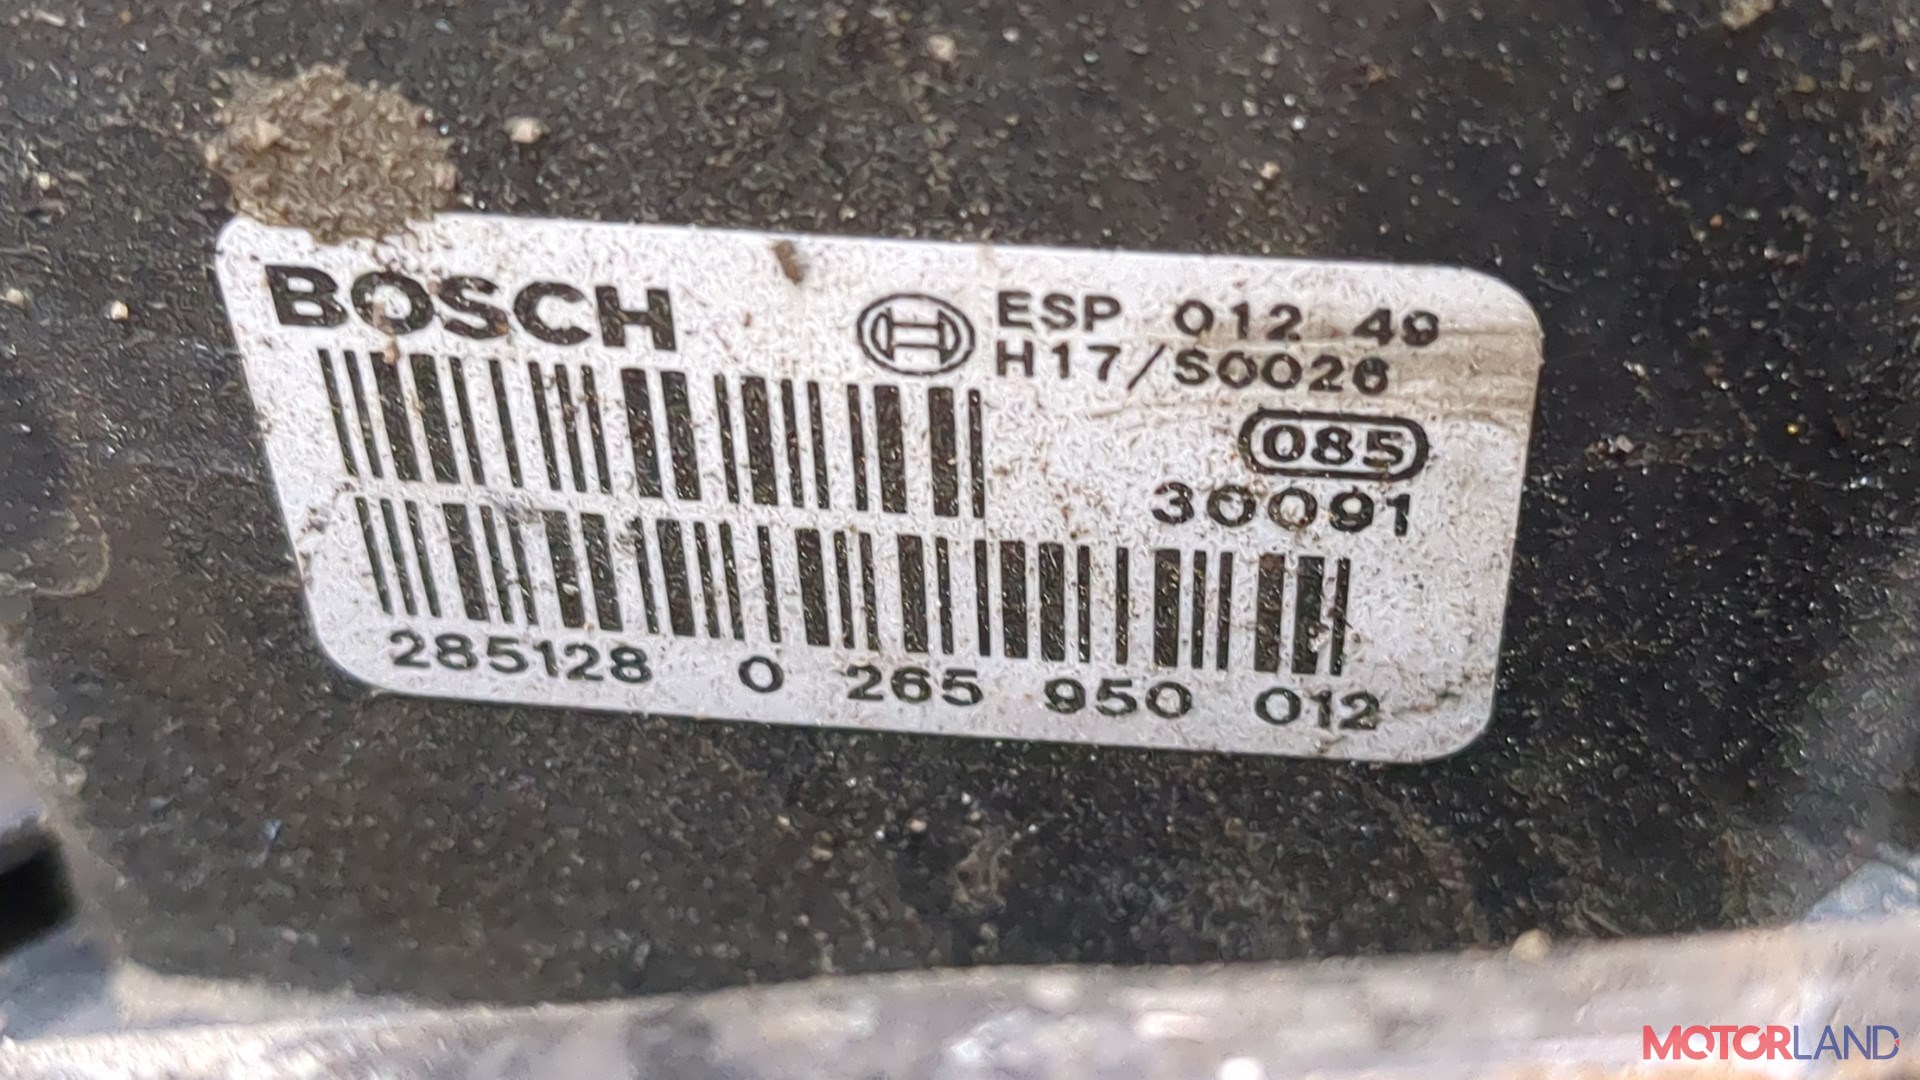 BOSCH
ESP 012 49
H17/S0026
085
30091
285128 0 265 950 012
MOTORLAND